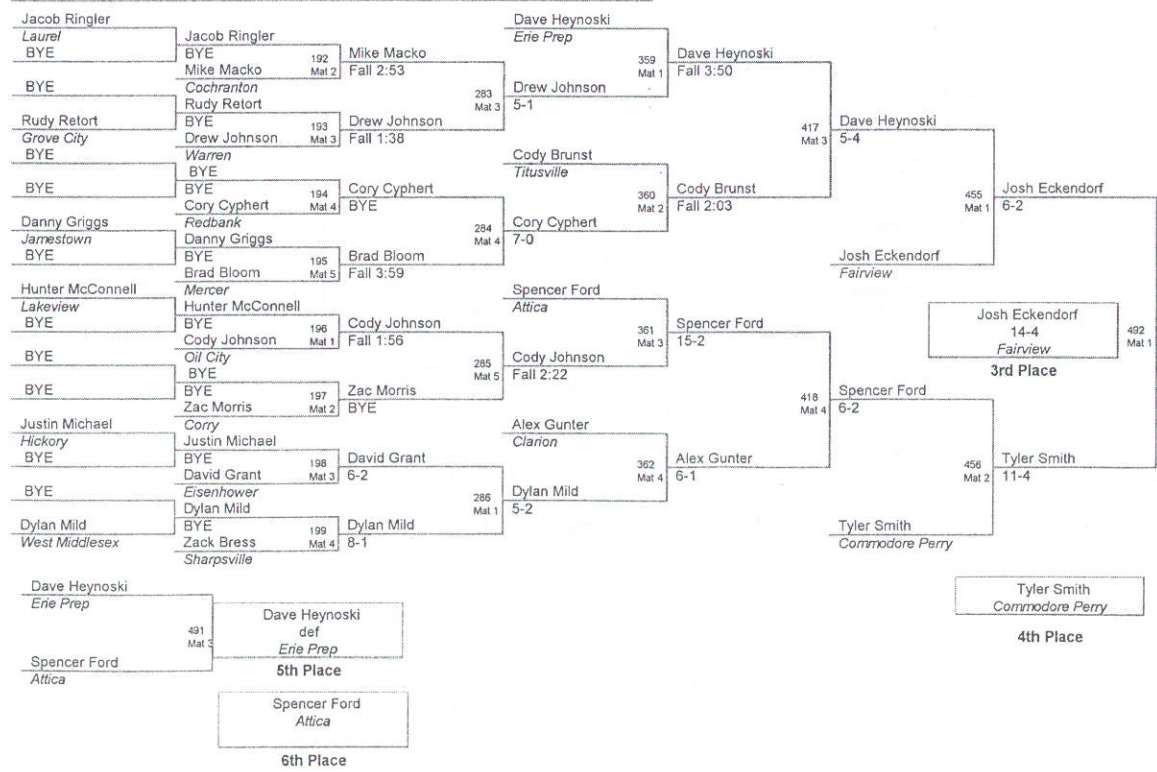 Jacob Ringler
Laurel
BYE
BYE
Rudy Retort
Grove City
BYE
BYE
Danny Griggs
Jamestown
BYE
Hunter McConnell
Lakeview
BYE
BYE
BYE
Justin Michael
Hickory
BYE
BYE
Dylan Mild
West Middlesex
Jacob Ringler
BYE
192
Mike Macko
Mat 2
Cochranton
Rudy Retort
BYE
193
Drew Johnson
Mat 3
Warren
BYE
BYE
194
Cory Cyphert
Mat 4
Redbank
Danny Griggs
BYE
195
Brad Bloom
Mat 5
Mercer
Hunter McConnell
BYE
196
Cody Johnson
Mat 1
Oil City
BYE
BYE
197
Zac Morris
Mat 2
Corry
Justin Michael
BYE
198
David Grant
Mat 3
Eisenhower
Dylan Mild
BYE
199
Zack Bress
Mat 4
Sharpsville
Mike Macko
Fall 2:53
283
Mat 3
Drew Johnson
Fall 1:38
Cory Cyphert
BYE
284
Mat 4
Brad Bloom
Fall 3:59
Cody Johnson
Fall 1:56
285
Mat 5
Zac Morris
BYE
David Grant
6-2
286
Mat 1
Dylan Mild
8-1
Dave Heynoski
Erie Prep
359
Mat 1
Drew Johnson
5-1
Cody Brunst
Titusville
360
Mat 2
Cory Cyphert
7-0
Spencer Ford
Attica
361
Mat 3
Cody Johnson
Fall 2:22
Alex Gunter
Clarion
362
Mat 4
Dylan Mild
5-2
Dave Heynoski
Fall 3:50
417
Mat 3
Cody Brunst
Fall 2:03
Spencer Ford
15-2
418
Mat 4
Alex Gunter
6-1
Dave Heynoski
5-4
455
Mat 1
Josh Eckendorf
Fairview
Spencer Ford
6-2
456
Mat 2
Tyler Smith
Commodore Perry
Josh Eckendorf
6-2
Josh Eckendorf
14-4
Fairview
492
Mat 1
3rd Place
Tyler Smith
11-4
Tyler Smith
Commodore Perry
4th Place
Dave Heynoski
Erie Prep
491
Mat 3
Spencer Ford
Attica
Dave Heynoski
def
Erie Prep
5th Place
Spencer Ford
Attica
6th Place